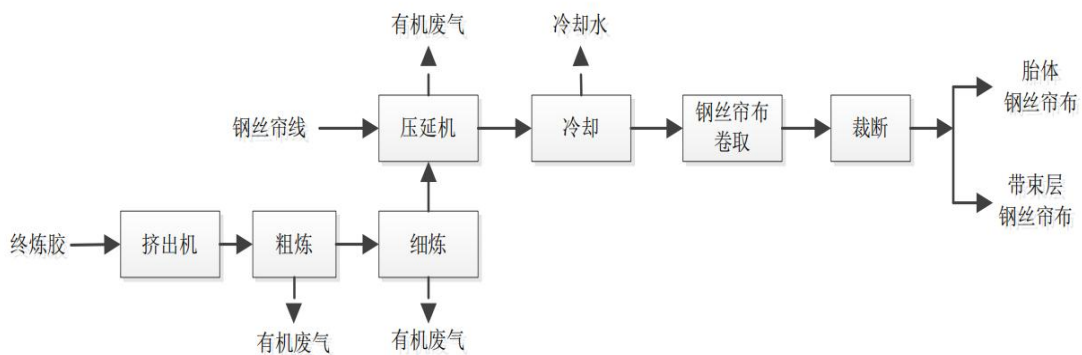 有机废气
冷却水
胎体
钢丝帘布
钢丝帘线
压延机
冷却
钢丝帘布
卷取
裁断
带束层
钢丝帘布
终炼胶
挤出机
粗炼
细炼
有机废气
有机废气